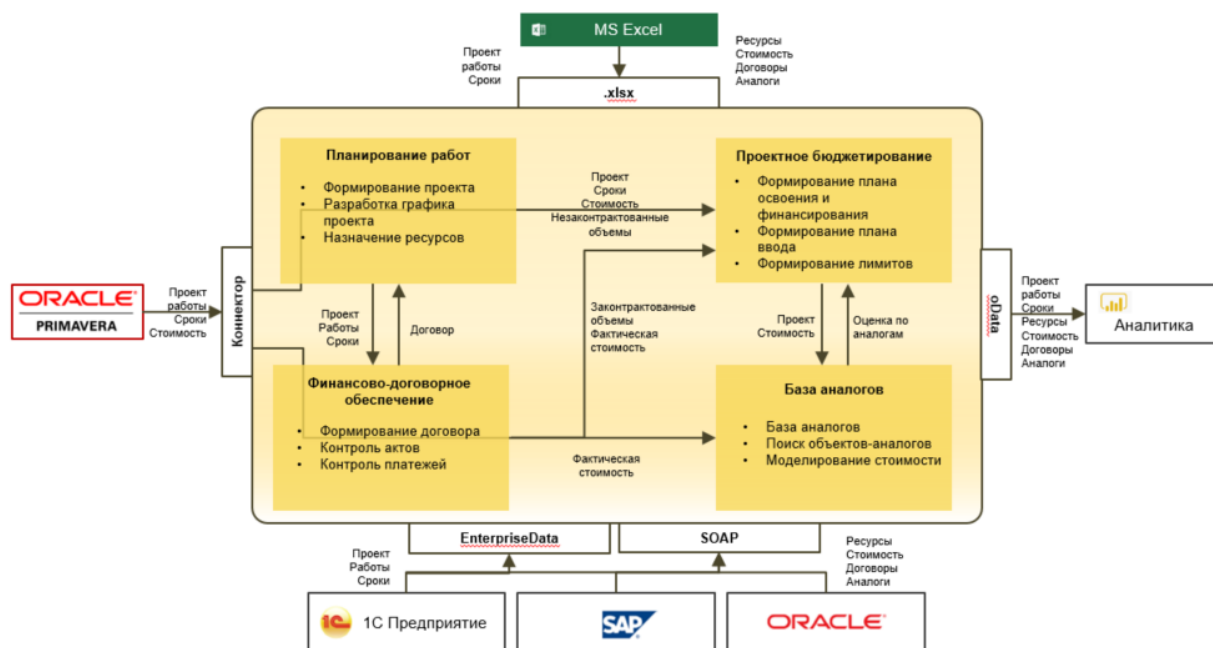 MS Excel
Проект
работы
Сроки
Ресурсы
Стоимость
Договоры
Аналоги
.xlsx
Планирование работ
• Формирование проекта
• Разработка графика
проекта
• Назначение ресурсов
Проект
Сроки
Стоимость
Незаконтрактованные
объемы
Проектное бюджетирование
• Формирование плана
освоения и
финансирования
• Формирование плана
ввода
• Формирование лимитов
ORACLE
PRIMAVERA
Проект
работы
Сроки
Стоимость
Коннектор
Проект
Работы
Сроки
Договор
Законтрактованные
объемы
Фактическая
стоимость
Проект
Стоимость
Оценка по
аналогам
oData
Проект
работы
Сроки
Ресурсы
Стоимость
Договоры
Аналоги
Аналитика
Финансово-договорное
обеспечение
• Формирование договора
• Контроль актов
• Контроль платежей
Фактическая
стоимость
База аналогов
• База аналогов
• Поиск объектов-аналогов
• Моделирование стоимости
EnterpriseData
SOAP
Проект
Работы
Сроки
Ресурсы
Стоимость
Договоры
Аналоги
1С
1С Предприятие
SAP
ORACLE